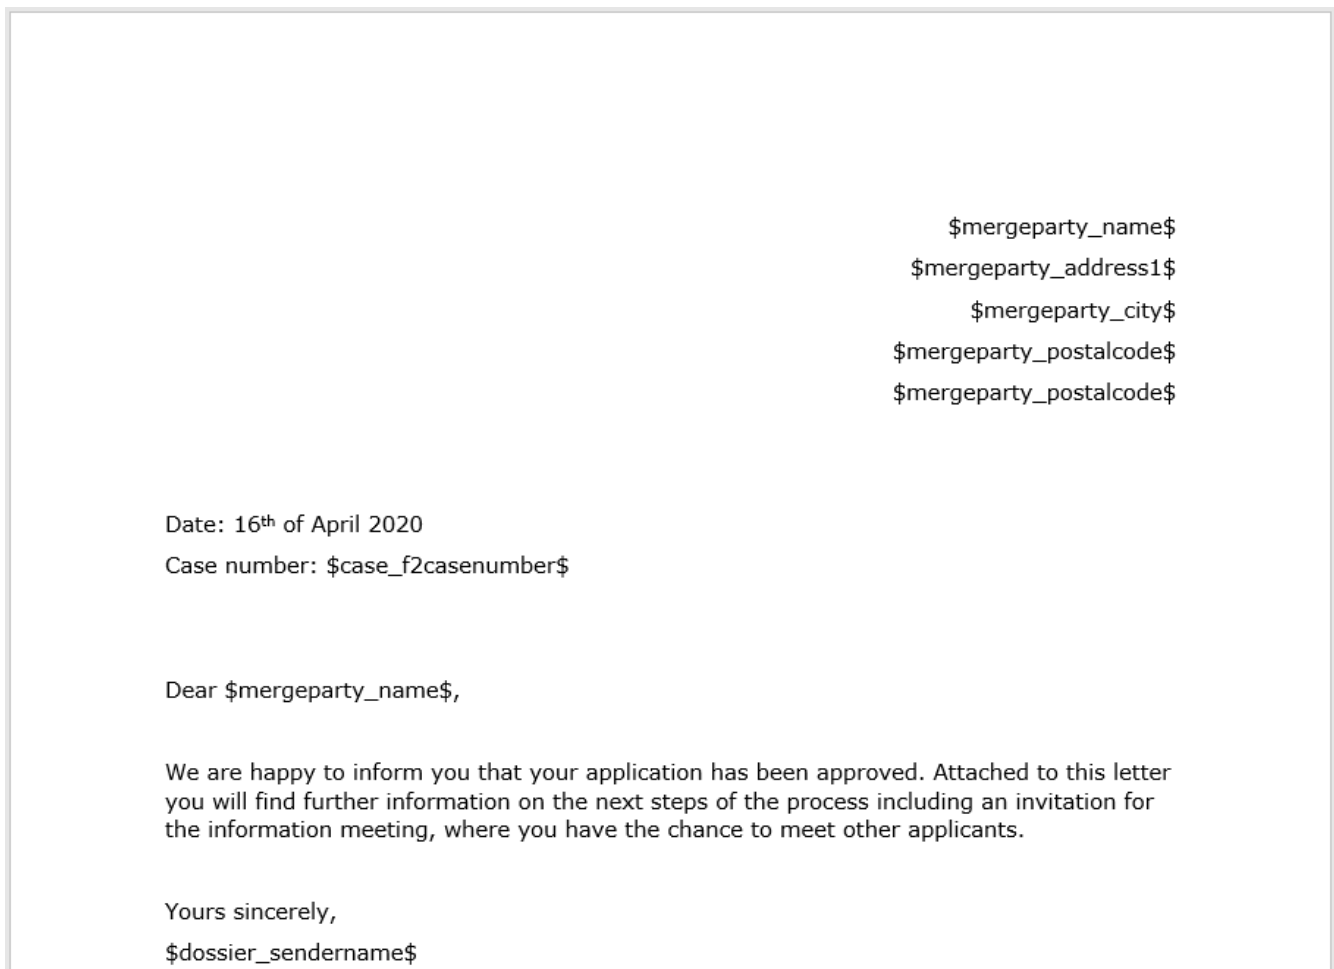 $mergeparty_name$
$mergeparty_address1$
$mergeparty_city$
$mergeparty_postalcode$
$mergeparty_postalcode$
Date: 16th of April 2020
Case number: $case_f2casenumber$
Dear $mergeparty_name$,
We are happy to inform you that your application has been approved. Attached to this letter
you will find further information on the next steps of the process including an invitation for
the information meeting, where you have the chance to meet other applicants.
Yours sincerely,
$dossier_sendername$